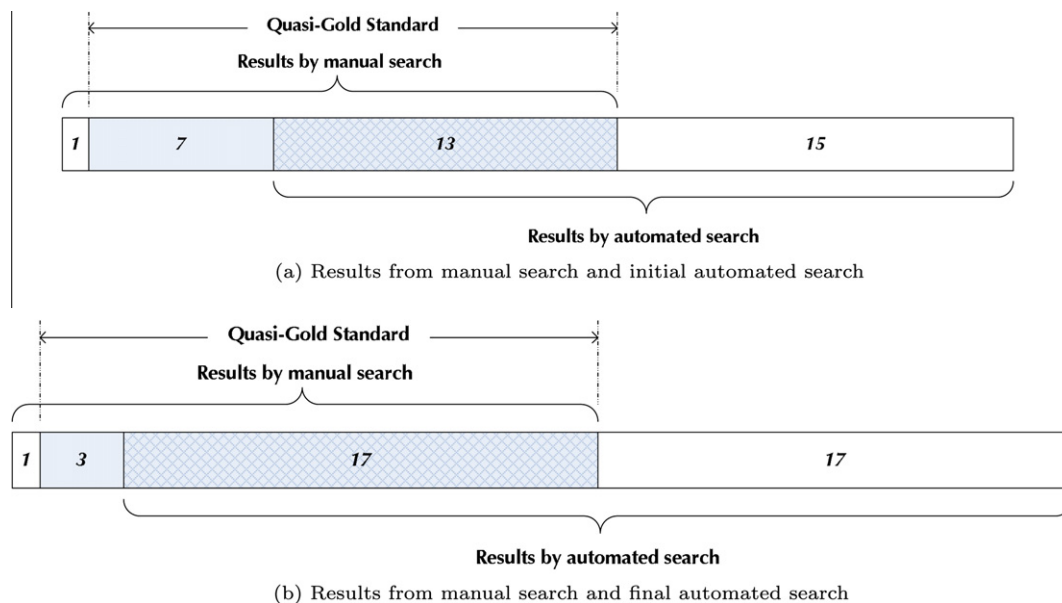 Quasi-Gold Standard
Results by manual search
1 7 13 15
Results by automated search
(a) Results from manual search and initial automated search
Quasi-Gold Standard
Results by manual search
1 3 17 17
Results by automated search
(b) Results from manual search and final automated search